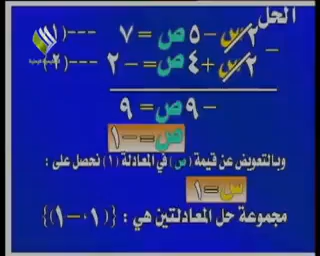 الحل
٢س - ٥ص = ٧ ---(١
٢س + ٤ص = -٢ ---(٢
-٩ص = ٩
ص = -١
وبالتعويض عن قيمة (ص) في المعادلة (١) نحصل على :
س = ١
مجموعة حل المعادلتين هي : {(١، -١)}